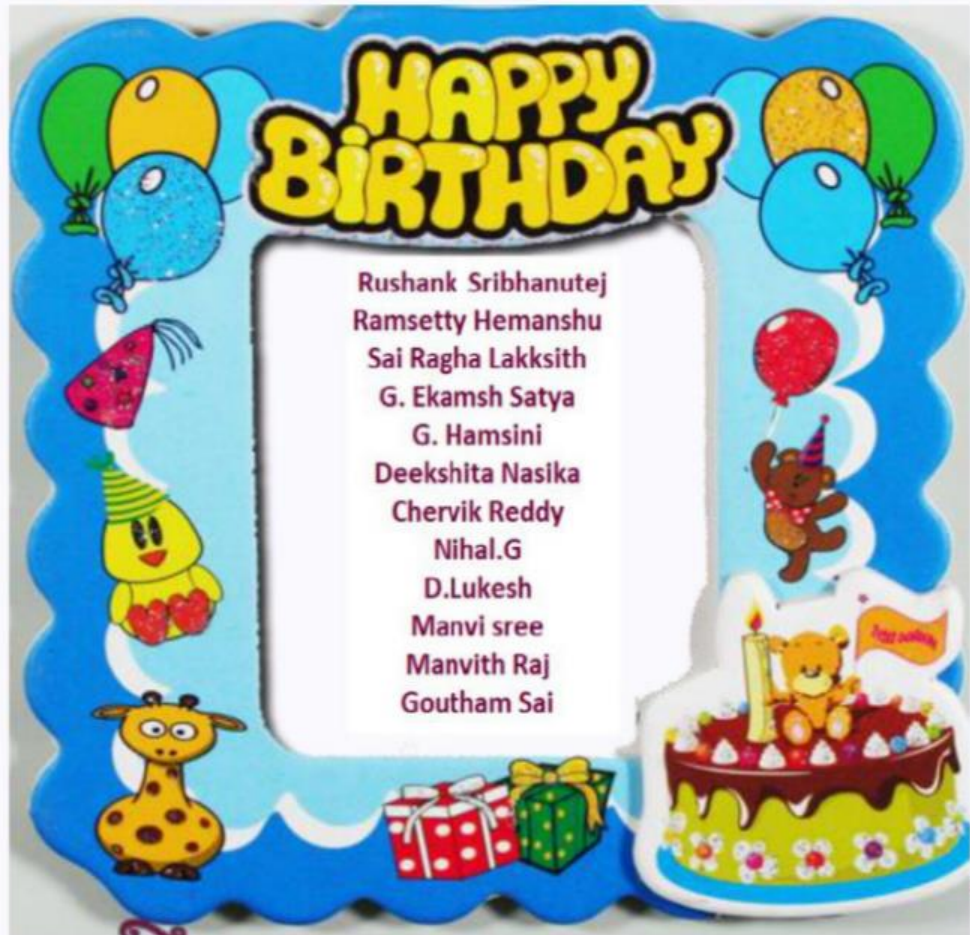 HAPPY
BiRTHDAY
Rushank Sribhanutej
Ramsetty Hemanshu
Sai Ragha Lakksith
G. Ekamsh Satya
G. Hamsini
Deekshita Nasika
Chervik Reddy
Nihal.G
D.Lukesh
Manvi sree
Manvith Raj
Goutham Sai